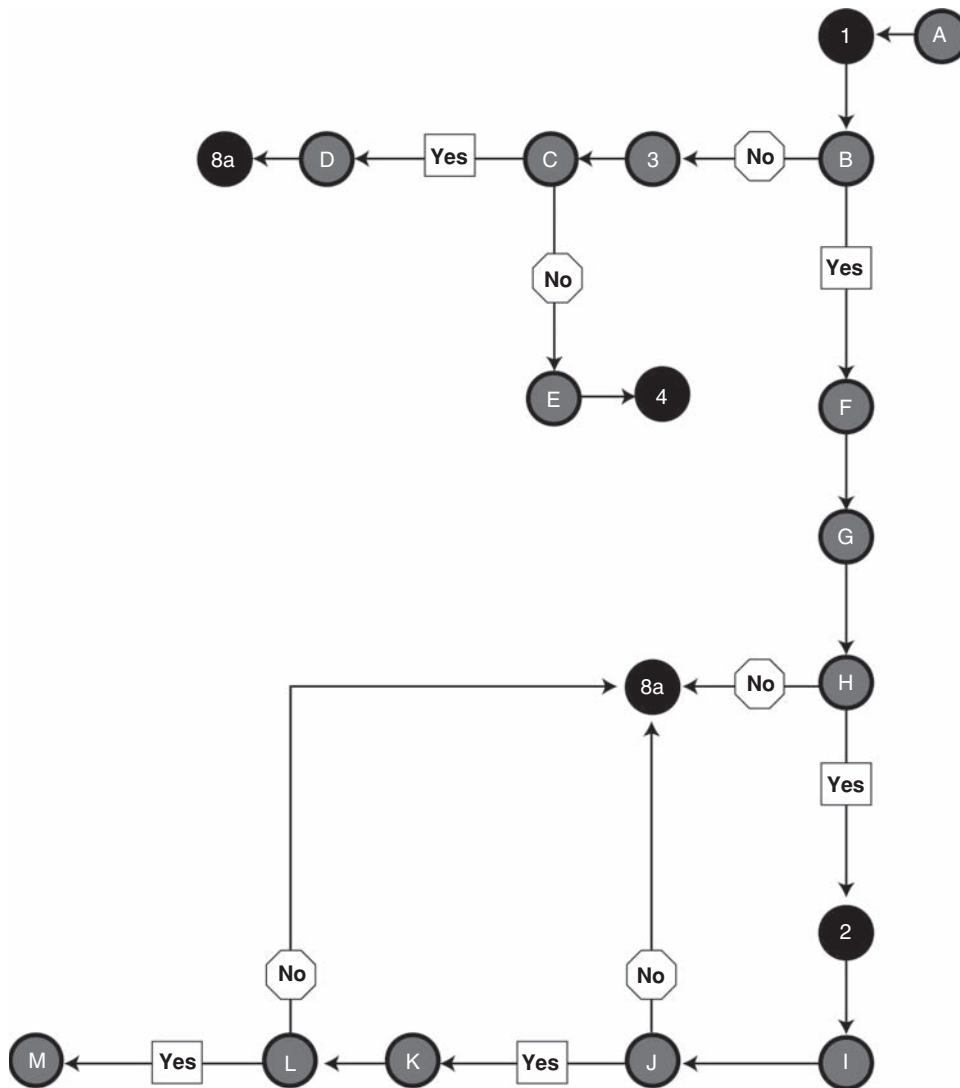 1 A
8a D Yes C 3 No B
No Yes
E 4 F
G
8a No H
Yes
2
No No
M Yes L K Yes J I